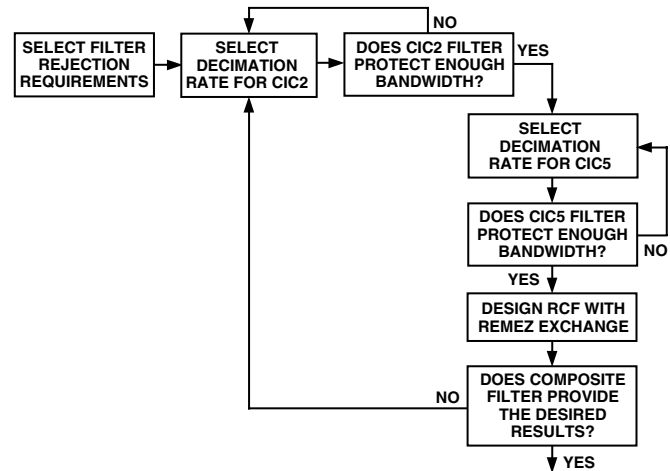 NO
SELECT FILTER
REJECTION
REQUIREMENTS
SELECT
DECIMATION
RATE FOR CIC2
DOES CIC2 FILTER
PROTECT ENOUGH
BANDWIDTH?
YES
SELECT
DECIMATION
RATE FOR CIC5
DOES CIC5 FILTER
PROTECT ENOUGH
BANDWIDTH?
NO
YES
DESIGN RCF WITH
REMEZ EXCHANGE
DOES COMPOSITE
FILTER PROVIDE
THE DESIRED
RESULTS?
NO
YES